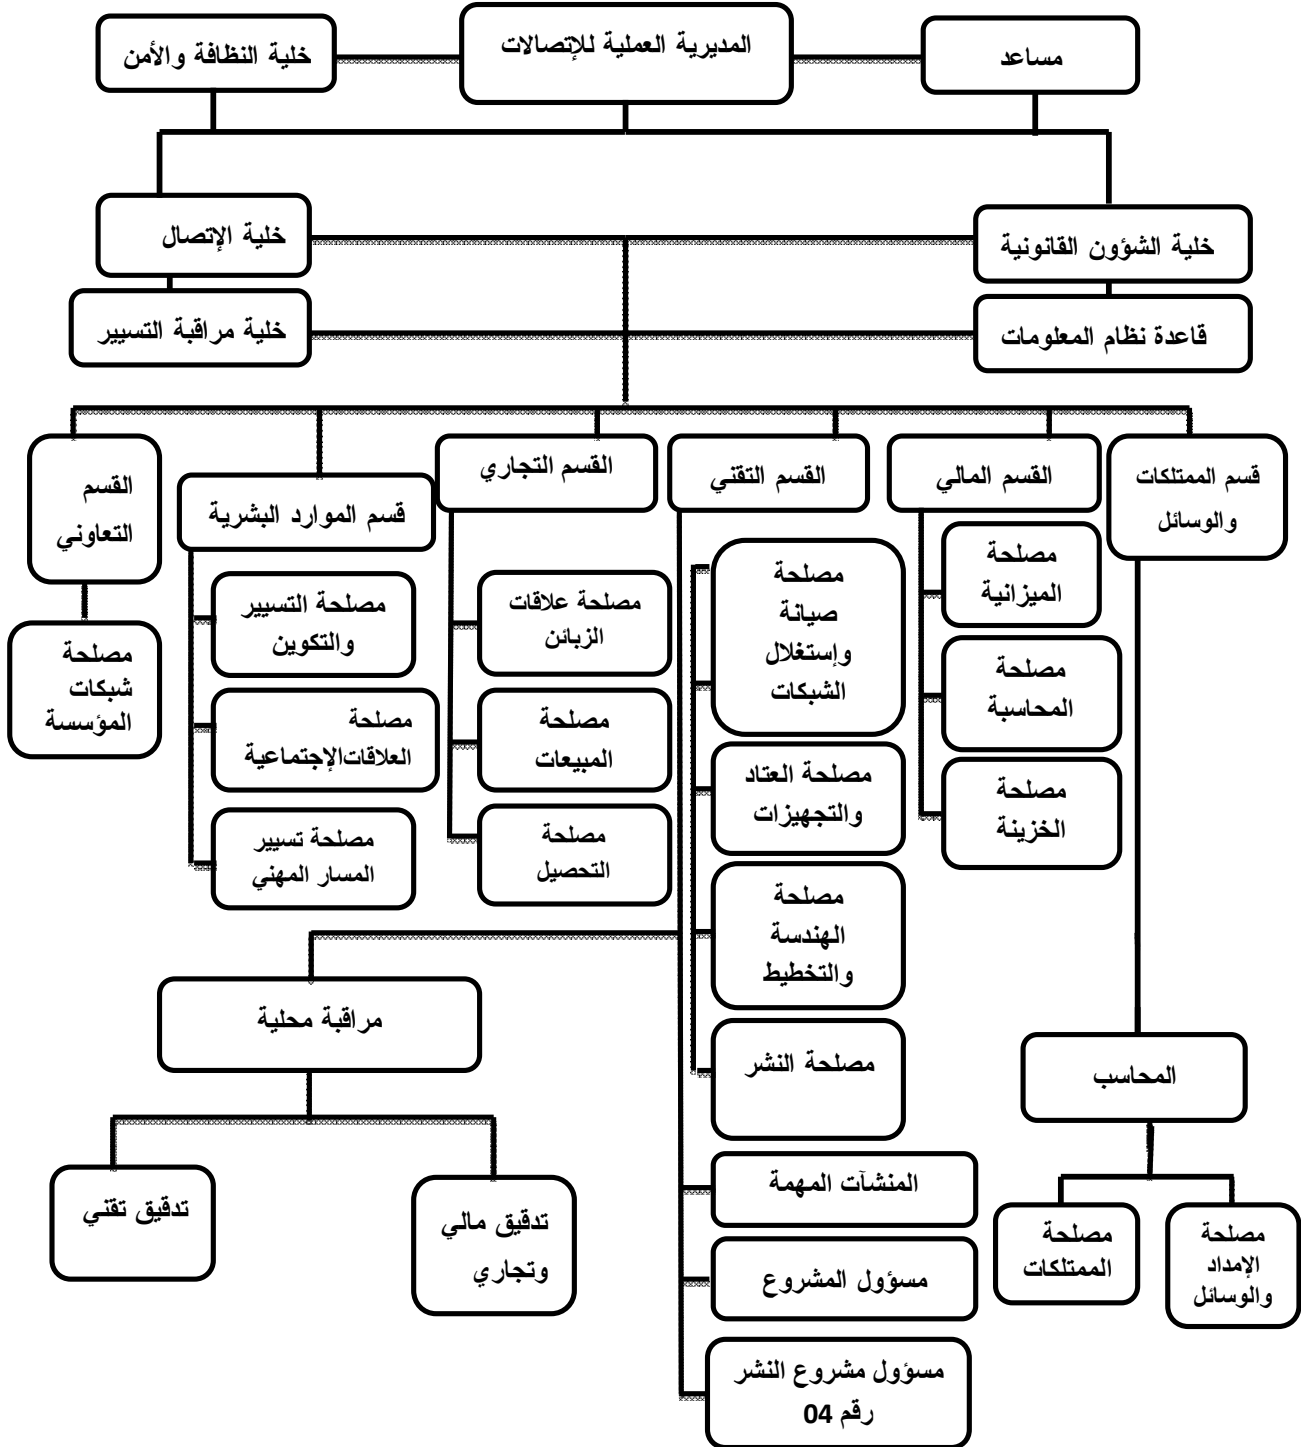 مساعد
المديرية العملية للإتصالات
خلية النظافة والأمن
خلية الشؤون القانونية
خلية الإتصال
قاعدة نظام المعلومات
خلية مراقبة التسيير
قسم الممتلكات
والوسائل
القسم المالي
القسم التقني
القسم التجاري
قسم الموارد البشرية
القسم
التعاوني
مصلحة
الميزانية
مصلحة
المحاسبة
مصلحة
الخزينة
مصلحة
صيانة
وإستغلال
الشبكات
مصلحة العتاد
والتجهيزات
مصلحة
الهندسة
والتخطيط
مصلحة النشر
مصلحة علاقات
الزبائن
مصلحة
المبيعات
مصلحة
التحصيل
مصلحة التسيير
والتكوين
مصلحة
العلاقات الإجتماعية
مصلحة تسيير
المسار المهني
مصلحة
شبكات
المؤسسة
المحاسب
مصلحة
الإمداد
والوسائل
مصلحة
الممتلكات
المنشآت المهمة
مسؤول المشروع
مسؤول مشروع النشر
رقم 04
مراقبة محلية
تدقيق مالي
وتجاري
تدقيق تقني